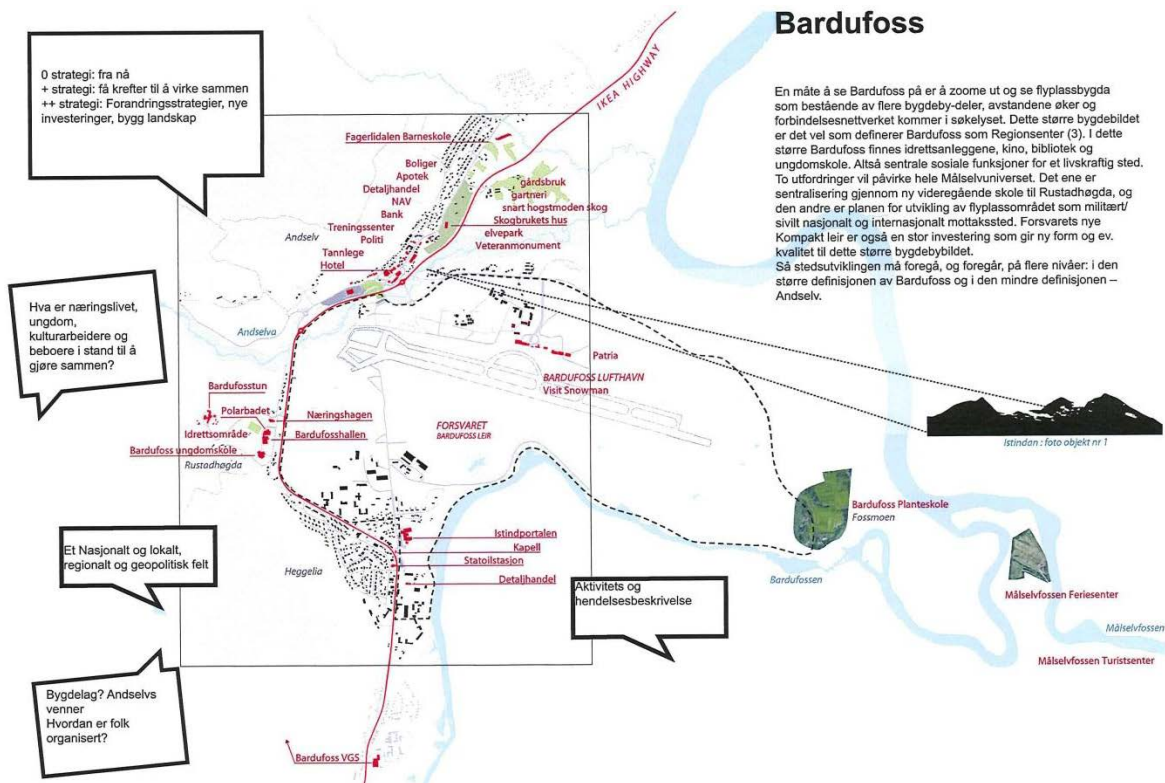 Bardufoss
En måte å se Bardufoss på er å zoome ut og se flyplassbygda
som bestående av flere bygdeby-deler, avstandene øker og
forbindelsesnettverket kommer i søkelyset. Dette større bygdebildet
er det vel som definerer Bardufoss som Regionsenter (3). I dette
større Bardufoss finnes idrettsanleggene, kino, bibliotek og
ungdomskole. Altså sentrale sosiale funksjoner for et livskraftig sted.
To utfordringer vil påvirke hele Målselvuniverset. Det ene er
sentralisering gjennom ny videregående skole til Rustadhøgda, og
den andre er planen for utvikling av flyplassområdet som militært/
sivilt nasjonalt og internasjonalt mottakssted. Forsvarets nye
Kompakt leir er også en stor investering som gir ny form og ev.
kvalitet til dette større bygdebybildet.
Så stedsutviklingen må foregå, og foregår, på flere nivåer: i den
større definisjonen av Bardufoss og i den mindre definisjonen –
Andselv.
0 strategi: fra nå
+ strategi: få krefter til å virke sammen
++ strategi: Forandringsstrategier, nye
investeringer, bygg landskap
Hva er næringslivet,
ungdom,
kulturarbeidere og
beboere i stand til å
gjøre sammen?
Et Nasjonalt og lokalt,
regionalt og geopolitisk felt
Bygdelag? Andselvs
venner
Hvordan er folk
organisert?
Aktivitets og
hendelsesbeskrivelse
IKEA HIGHWAY
Fagerlidalen Barneskole
Boliger
Apotek
Detaljhandel
NAV
Bank
Treningssenter
Politi
Tannlege
Hotel
gårdsbruk
gartneri
snart hogstmoden skog
Skogbrukets hus
elvepark
Veteranmonument
Andselv
Andselva
Patria
BARDUFOSS LUFTHAVN
Visit Snowman
Bardufosstun
Polarbadet
Næringshagen
Idrettsområde
Bardufosshallen
Bardufoss ungdomskole
Rustadhøgda
FORSVARET
BARDUFOSS LEIR
Istindan : foto objekt nr 1
Bardufoss Planteskole
Fossmoen
Istindportalen
Kapell
Statoilstasjon
Detaljhandel
Heggelia
Bardufossen
Målselvfossen Feriesenter
Målselvfossen
Målselvfossen Turistsenter
Bardufoss VGS